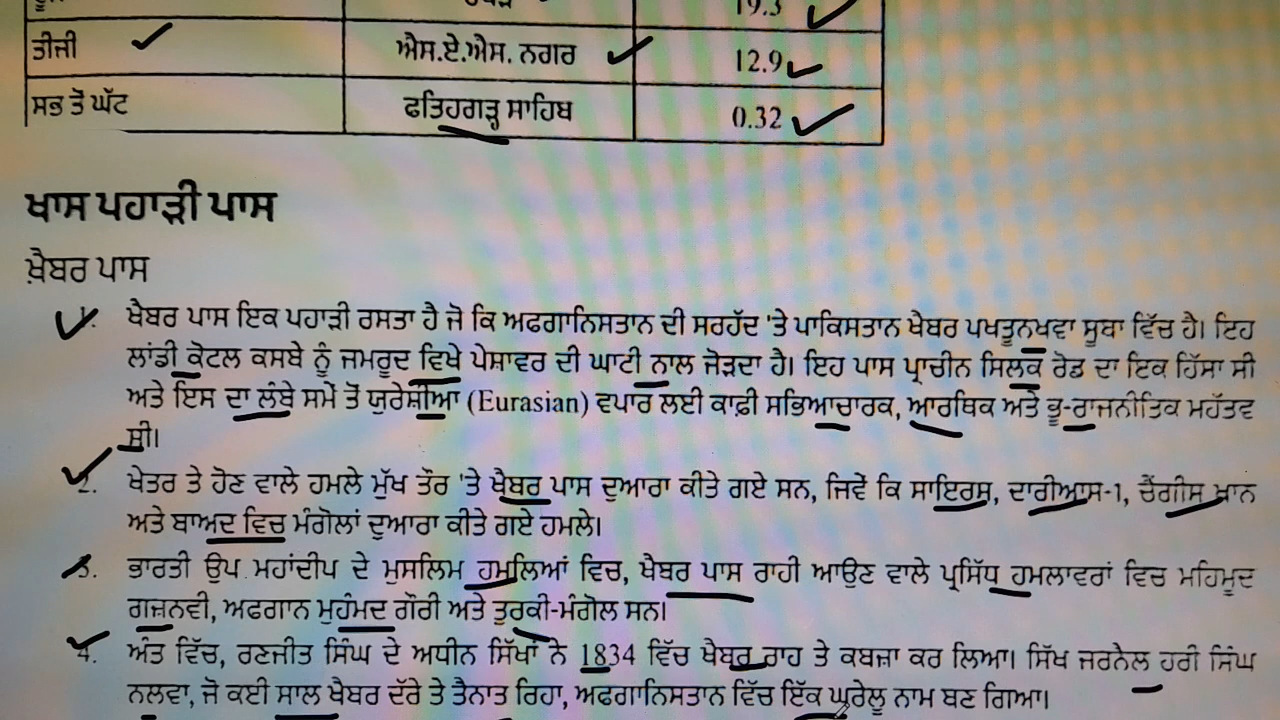 19.3
ਤੀਜੀ ਐਸ.ਏ.ਐਸ. ਨਗਰ 12.9
ਸਭ ਤੋਂ ਘੱਟ ਫਤਿਹਗੜ੍ਹ ਸਾਹਿਬ 0.32
ਖਾਸ ਪਹਾੜੀ ਪਾਸ
ਖ਼ੈਬਰ ਪਾਸ
1. ਖੈਬਰ ਪਾਸ ਇਕ ਪਹਾੜੀ ਰਸਤਾ ਹੈ ਜੋ ਕਿ ਅਫਗਾਨਿਸਤਾਨ ਦੀ ਸਰਹੱਦ 'ਤੇ ਪਾਕਿਸਤਾਨ ਖੈਬਰ ਪਖਤੂਨਖਵਾ ਸੂਬਾ ਵਿੱਚ ਹੈ। ਇਹ
ਲਾਂਡੀ ਕੋਟਲ ਕਸਬੇ ਨੂੰ ਜਮਰੂਦ ਵਿਖੇ ਪੇਸ਼ਾਵਰ ਦੀ ਘਾਟੀ ਨਾਲ ਜੋੜਦਾ ਹੈ। ਇਹ ਪਾਸ ਪ੍ਰਾਚੀਨ ਸਿਲਕ ਰੋਡ ਦਾ ਇਕ ਹਿੱਸਾ ਸੀ
ਅਤੇ ਇਸ ਦਾ ਲੰਬੇ ਸਮੇਂ ਤੋਂ ਯੁਰੇਸ਼ੀਆ (Eurasian) ਵਪਾਰ ਲਈ ਕਾਫ਼ੀ ਸਭਿਆਚਾਰਕ, ਆਰਥਿਕ ਅਤੇ ਭੂ-ਰਾਜਨੀਤਿਕ ਮਹੱਤਵ
ਸੀ।
2. ਖੇਤਰ ਤੇ ਹੋਣ ਵਾਲੇ ਹਮਲੇ ਮੁੱਖ ਤੌਰ 'ਤੇ ਖੈਬਰ ਪਾਸ ਦੁਆਰਾ ਕੀਤੇ ਗਏ ਸਨ, ਜਿਵੇਂ ਕਿ ਸਾਇਰਸ, ਦਾਰੀਆਸ-1, ਚੰਗੀਸ ਖ਼ਾਨ
ਅਤੇ ਬਾਅਦ ਵਿਚ ਮੰਗੋਲਾਂ ਦੁਆਰਾ ਕੀਤੇ ਗਏ ਹਮਲੇ।
3. ਭਾਰਤੀ ਉਪ ਮਹਾਂਦੀਪ ਦੇ ਮੁਸਲਿਮ ਹਮਲਿਆਂ ਵਿਚ, ਖੈਬਰ ਪਾਸ ਰਾਹੀ ਆਉਣ ਵਾਲੇ ਪ੍ਰਸਿੱਧ ਹਮਲਾਵਰਾਂ ਵਿਚ ਮਹਿਮੂਦ
ਗਜ਼ਨਵੀ, ਅਫਗਾਨ ਮੁਹੰਮਦ ਗੌਰੀ ਅਤੇ ਤੁਰਕੀ-ਮੰਗੋਲ ਸਨ।
4. ਅੰਤ ਵਿੱਚ, ਰਣਜੀਤ ਸਿੰਘ ਦੇ ਅਧੀਨ ਸਿੱਖਾਂ ਨੇ 1834 ਵਿੱਚ ਖੈਬਰ ਰਾਹ ਤੇ ਕਬਜ਼ਾ ਕਰ ਲਿਆ। ਸਿੱਖ ਜਰਨੈਲ ਹਰੀ ਸਿੰਘ
ਨਲਵਾ, ਜੋ ਕਈ ਸਾਲ ਖੈਬਰ ਦੱਰੇ ਤੇ ਤੈਨਾਤ ਰਿਹਾ, ਅਫਗਾਨਿਸਤਾਨ ਵਿੱਚ ਇੱਕ ਘਰੇਲੂ ਨਾਮ ਬਣ ਗਿਆ।